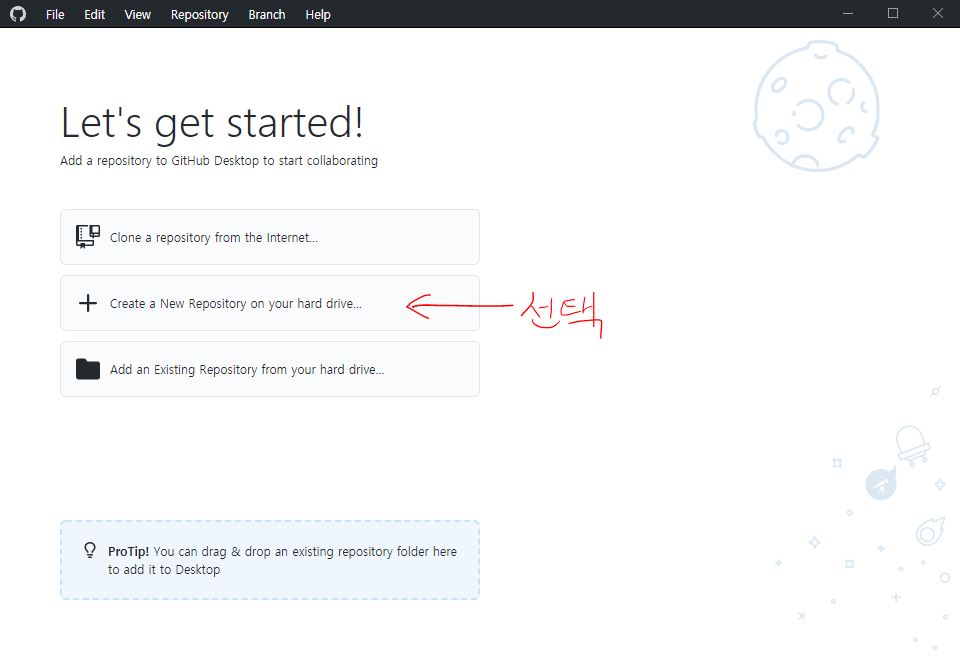 File Edit View Repository Branch Help
Let's get started!
Add a repository to GitHub Desktop to start collaborating
Clone a repository from the Internet...
Create a New Repository on your hard drive...
선택
Add an Existing Repository from your hard drive...
ProTip! You can drag & drop an existing repository folder here
to add it to Desktop